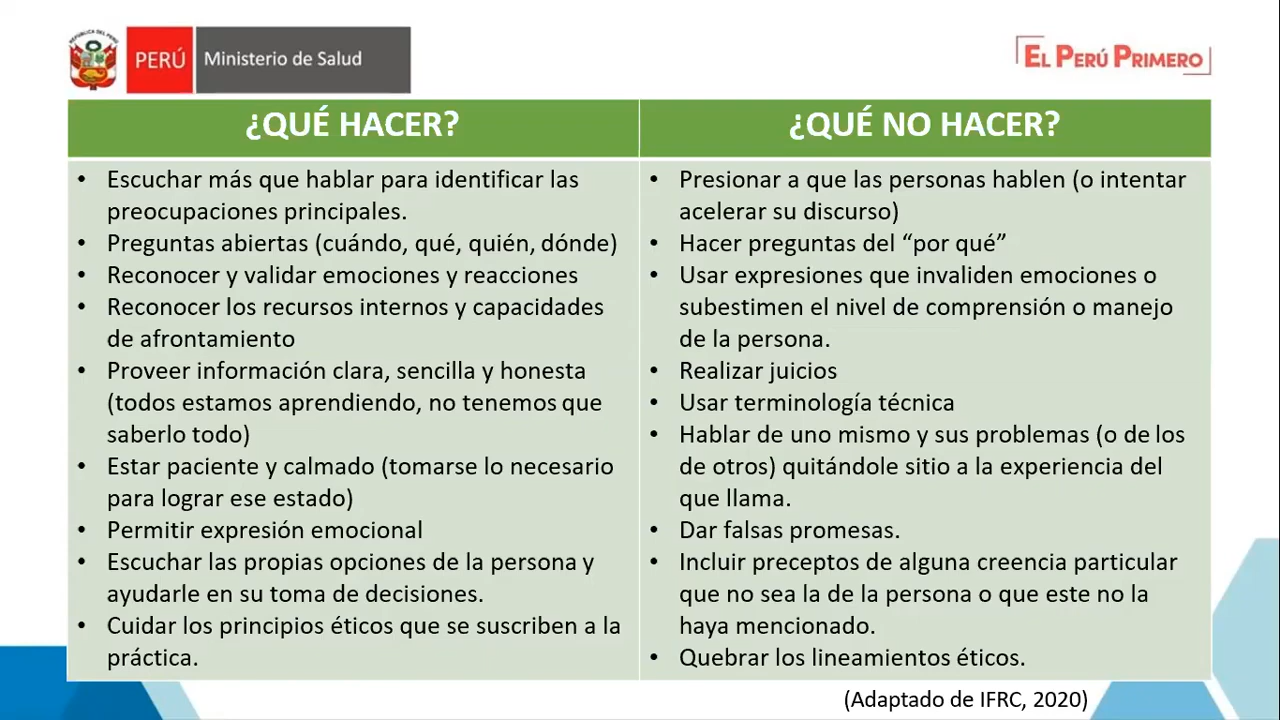 REPÚBLICA DEL PERÚ
PERÚ
Ministerio de Salud
EL PERÚ PRIMERO
¿QUÉ HACER?
• Escuchar más que hablar para identificar las
preocupaciones principales.
• Preguntas abiertas (cuándo, qué, quién, dónde)
• Reconocer y validar emociones y reacciones
• Reconocer los recursos internos y capacidades
de afrontamiento
• Proveer información clara, sencilla y honesta
(todos estamos aprendiendo, no tenemos que
saberlo todo)
• Estar paciente y calmado (tomarse lo necesario
para lograr ese estado)
• Permitir expresión emocional
• Escuchar las propias opciones de la persona y
ayudarle en su toma de decisiones.
• Cuidar los principios éticos que se suscriben a la
práctica.
¿QUÉ NO HACER?
• Presionar a que las personas hablen (o intentar
acelerar su discurso)
• Hacer preguntas del “por qué”
• Usar expresiones que invaliden emociones o
subestimen el nivel de comprensión o manejo
de la persona.
• Realizar juicios
• Usar terminología técnica
• Hablar de uno mismo y sus problemas (o de los
de otros) quitándole sitio a la experiencia del
que llama.
• Dar falsas promesas.
• Incluir preceptos de alguna creencia particular
que no sea la de la persona o que este no la
haya mencionado.
• Quebrar los lineamientos éticos.
(Adaptado de IFRC, 2020)